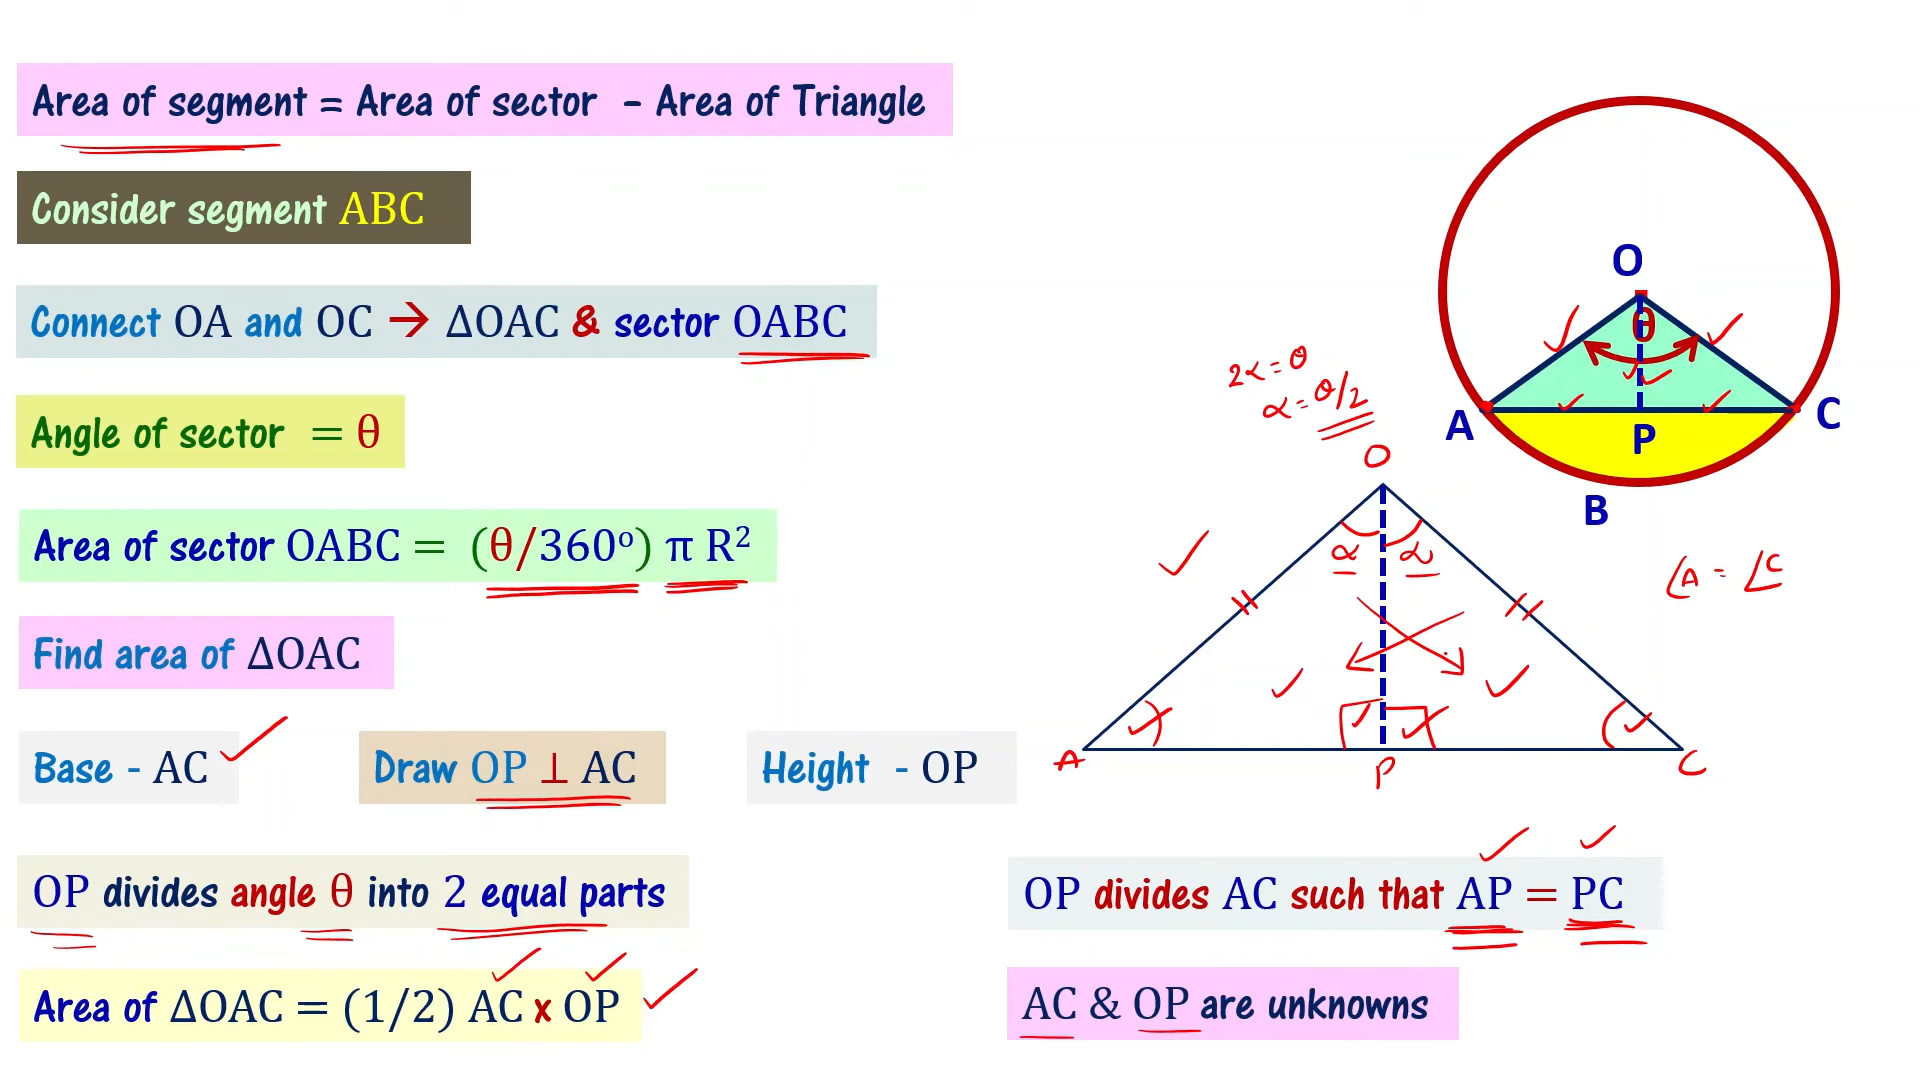 Area of segment = Area of sector - Area of Triangle
Consider segment ABC
Connect OA and OC → ΔOAC & sector OABC
Angle of sector = θ
Area of sector OABC = (θ/360°) π R²
Find area of ΔOAC
Base - AC
Draw OP ⊥ AC
Height - OP
OP divides angle θ into 2 equal parts
OP divides AC such that AP = PC
Area of ΔOAC = (1/2) AC x OP
AC & OP are unknowns
O
θ
A
P
C
B
2α = θ
α = θ/2
O
α
α
∠A = ∠C
A
P
C